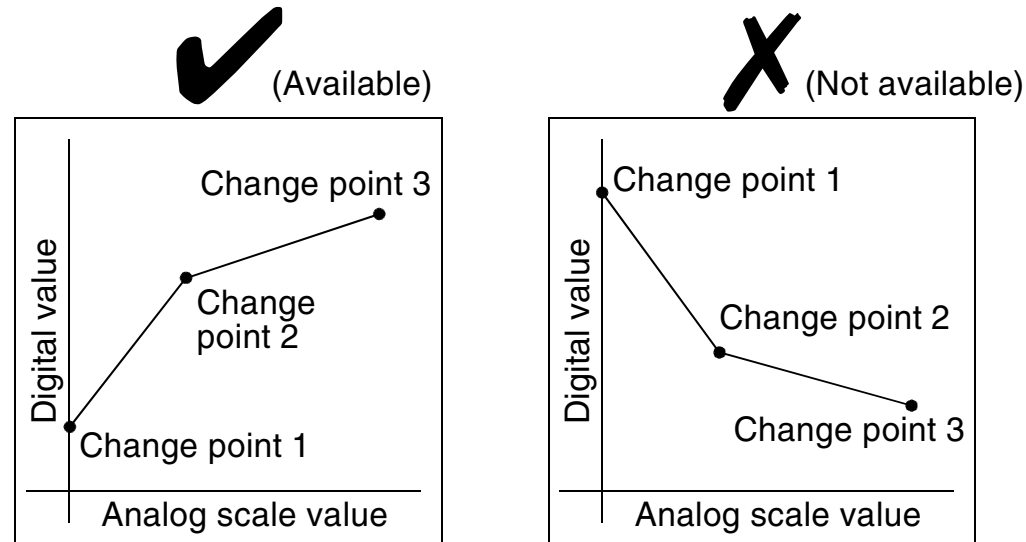 (Available)
Change point 3
Change
point 2
Change point 1
Digital value
Analog scale value
(Not available)
Change point 1
Change point 2
Change point 3
Digital value
Analog scale value